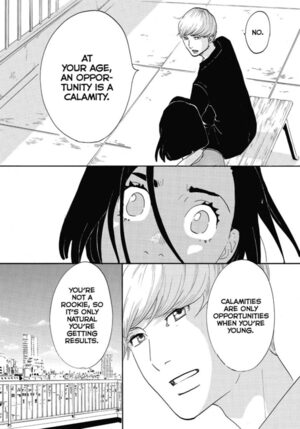 NO.
AT
YOUR AGE,
AN OPPOR-
TUNITY IS A
CALAMITY.
CALAMITIES
ARE ONLY
OPPORTUNITIES
WHEN YOU'RE
YOUNG.
YOU'RE
NOT A
ROOKIE, SO
IT'S ONLY
NATURAL
YOU'RE
GETTING
RESULTS.